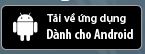 Tải về ứng dụng
Dành cho Android